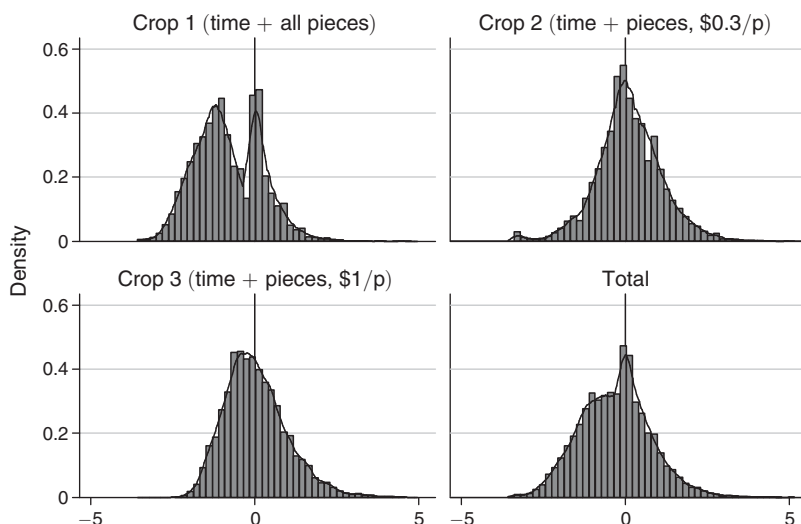 Crop 1 (time + all pieces)
Crop 2 (time + pieces, $0.3/p)
0.6
0.4
0.2
0
Density
Crop 3 (time + pieces, $1/p)
Total
0.6
0.4
0.2
0
−5 0 5
−5 0 5